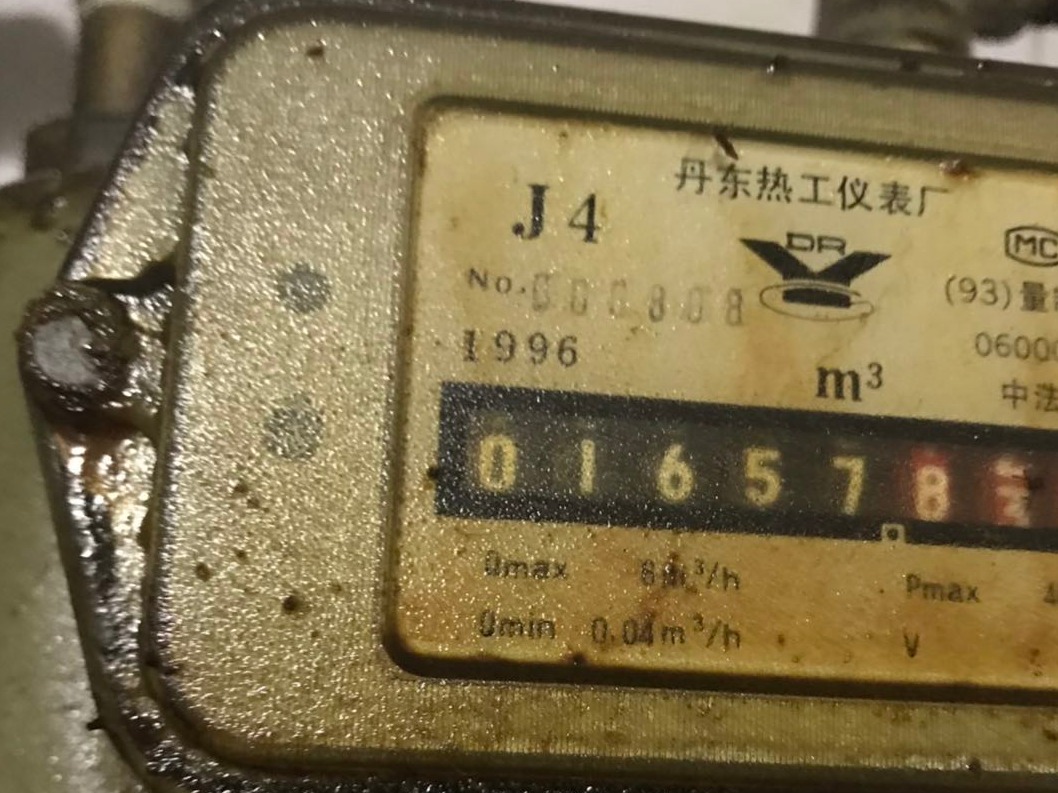 丹东热工仪表厂
J4
DR
MC
No.000808
(93)量
1996
0600
m³
中法
016578
Qmax 6m³/h
Pmax
Qmin 0.04m³/h
V